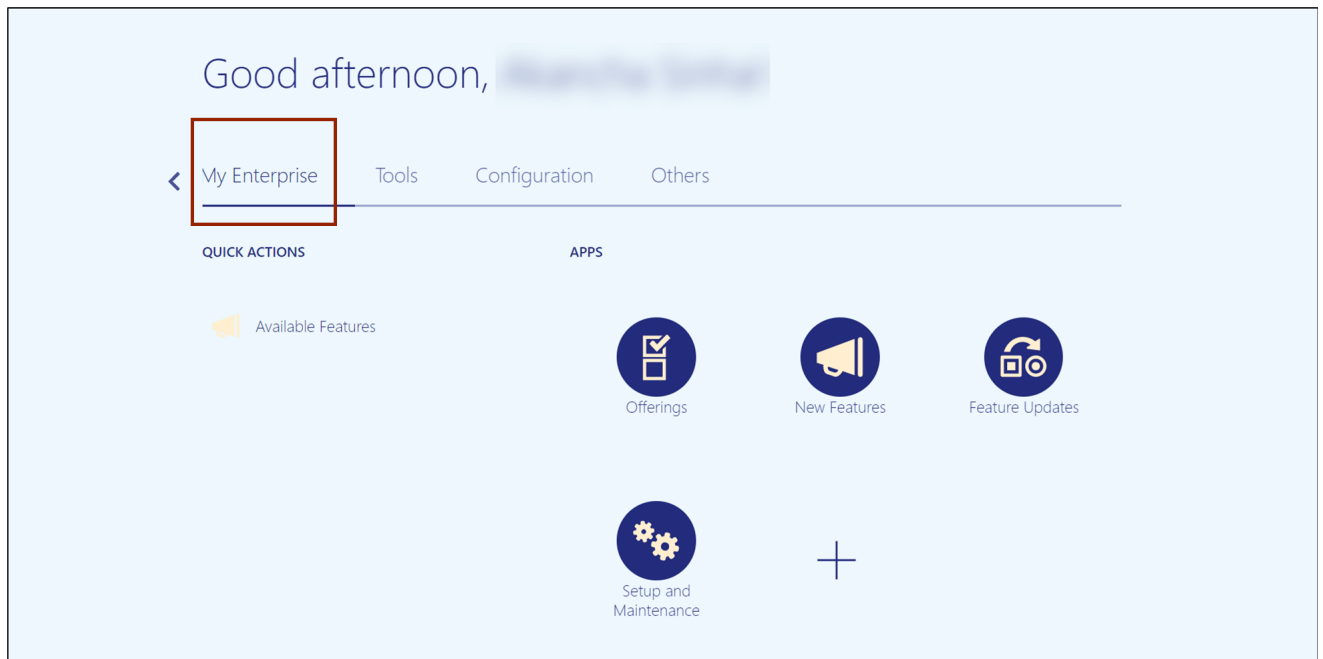 Good afternoon,
My Enterprise
Tools
Configuration
Others
QUICK ACTIONS
APPS
Available Features
Offerings
New Features
Feature Updates
Setup and
Maintenance